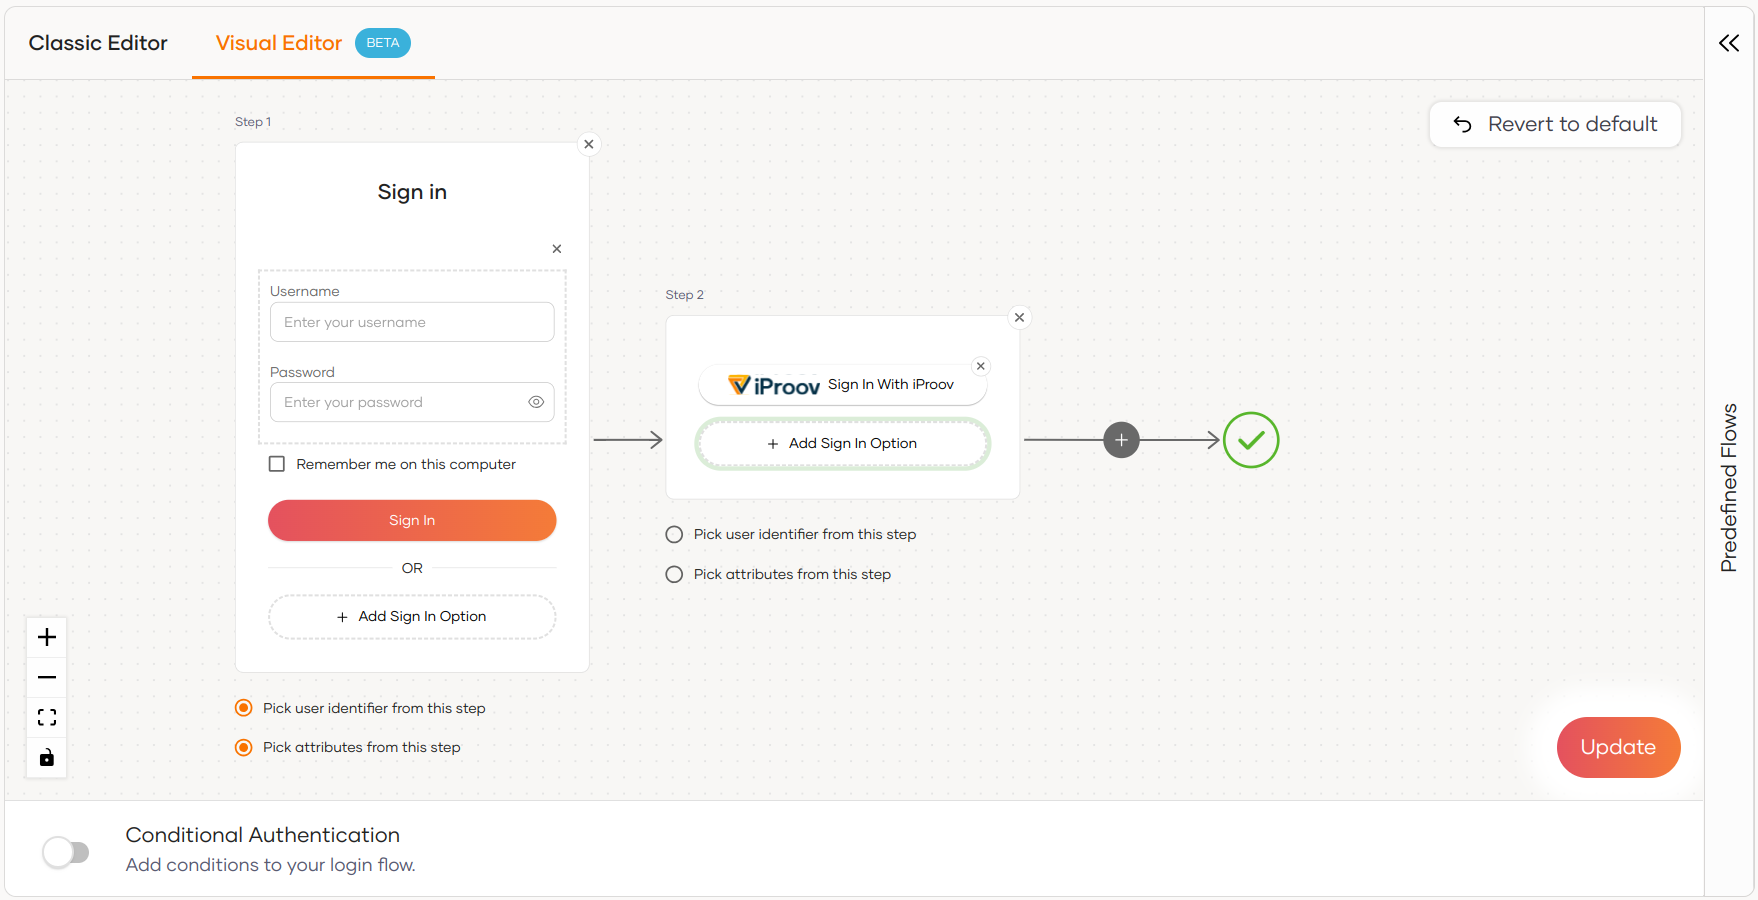 Classic Editor
Visual Editor
BETA
Revert to default
Step 1
Sign in
Username
Enter your username
Password
Enter your password
Remember me on this computer
Sign In
OR
+ Add Sign In Option
Pick user identifier from this step
Pick attributes from this step
Step 2
iProov Sign In With iProov
+ Add Sign In Option
Pick user identifier from this step
Pick attributes from this step
Predefined Flows
Update
Conditional Authentication
Add conditions to your login flow.